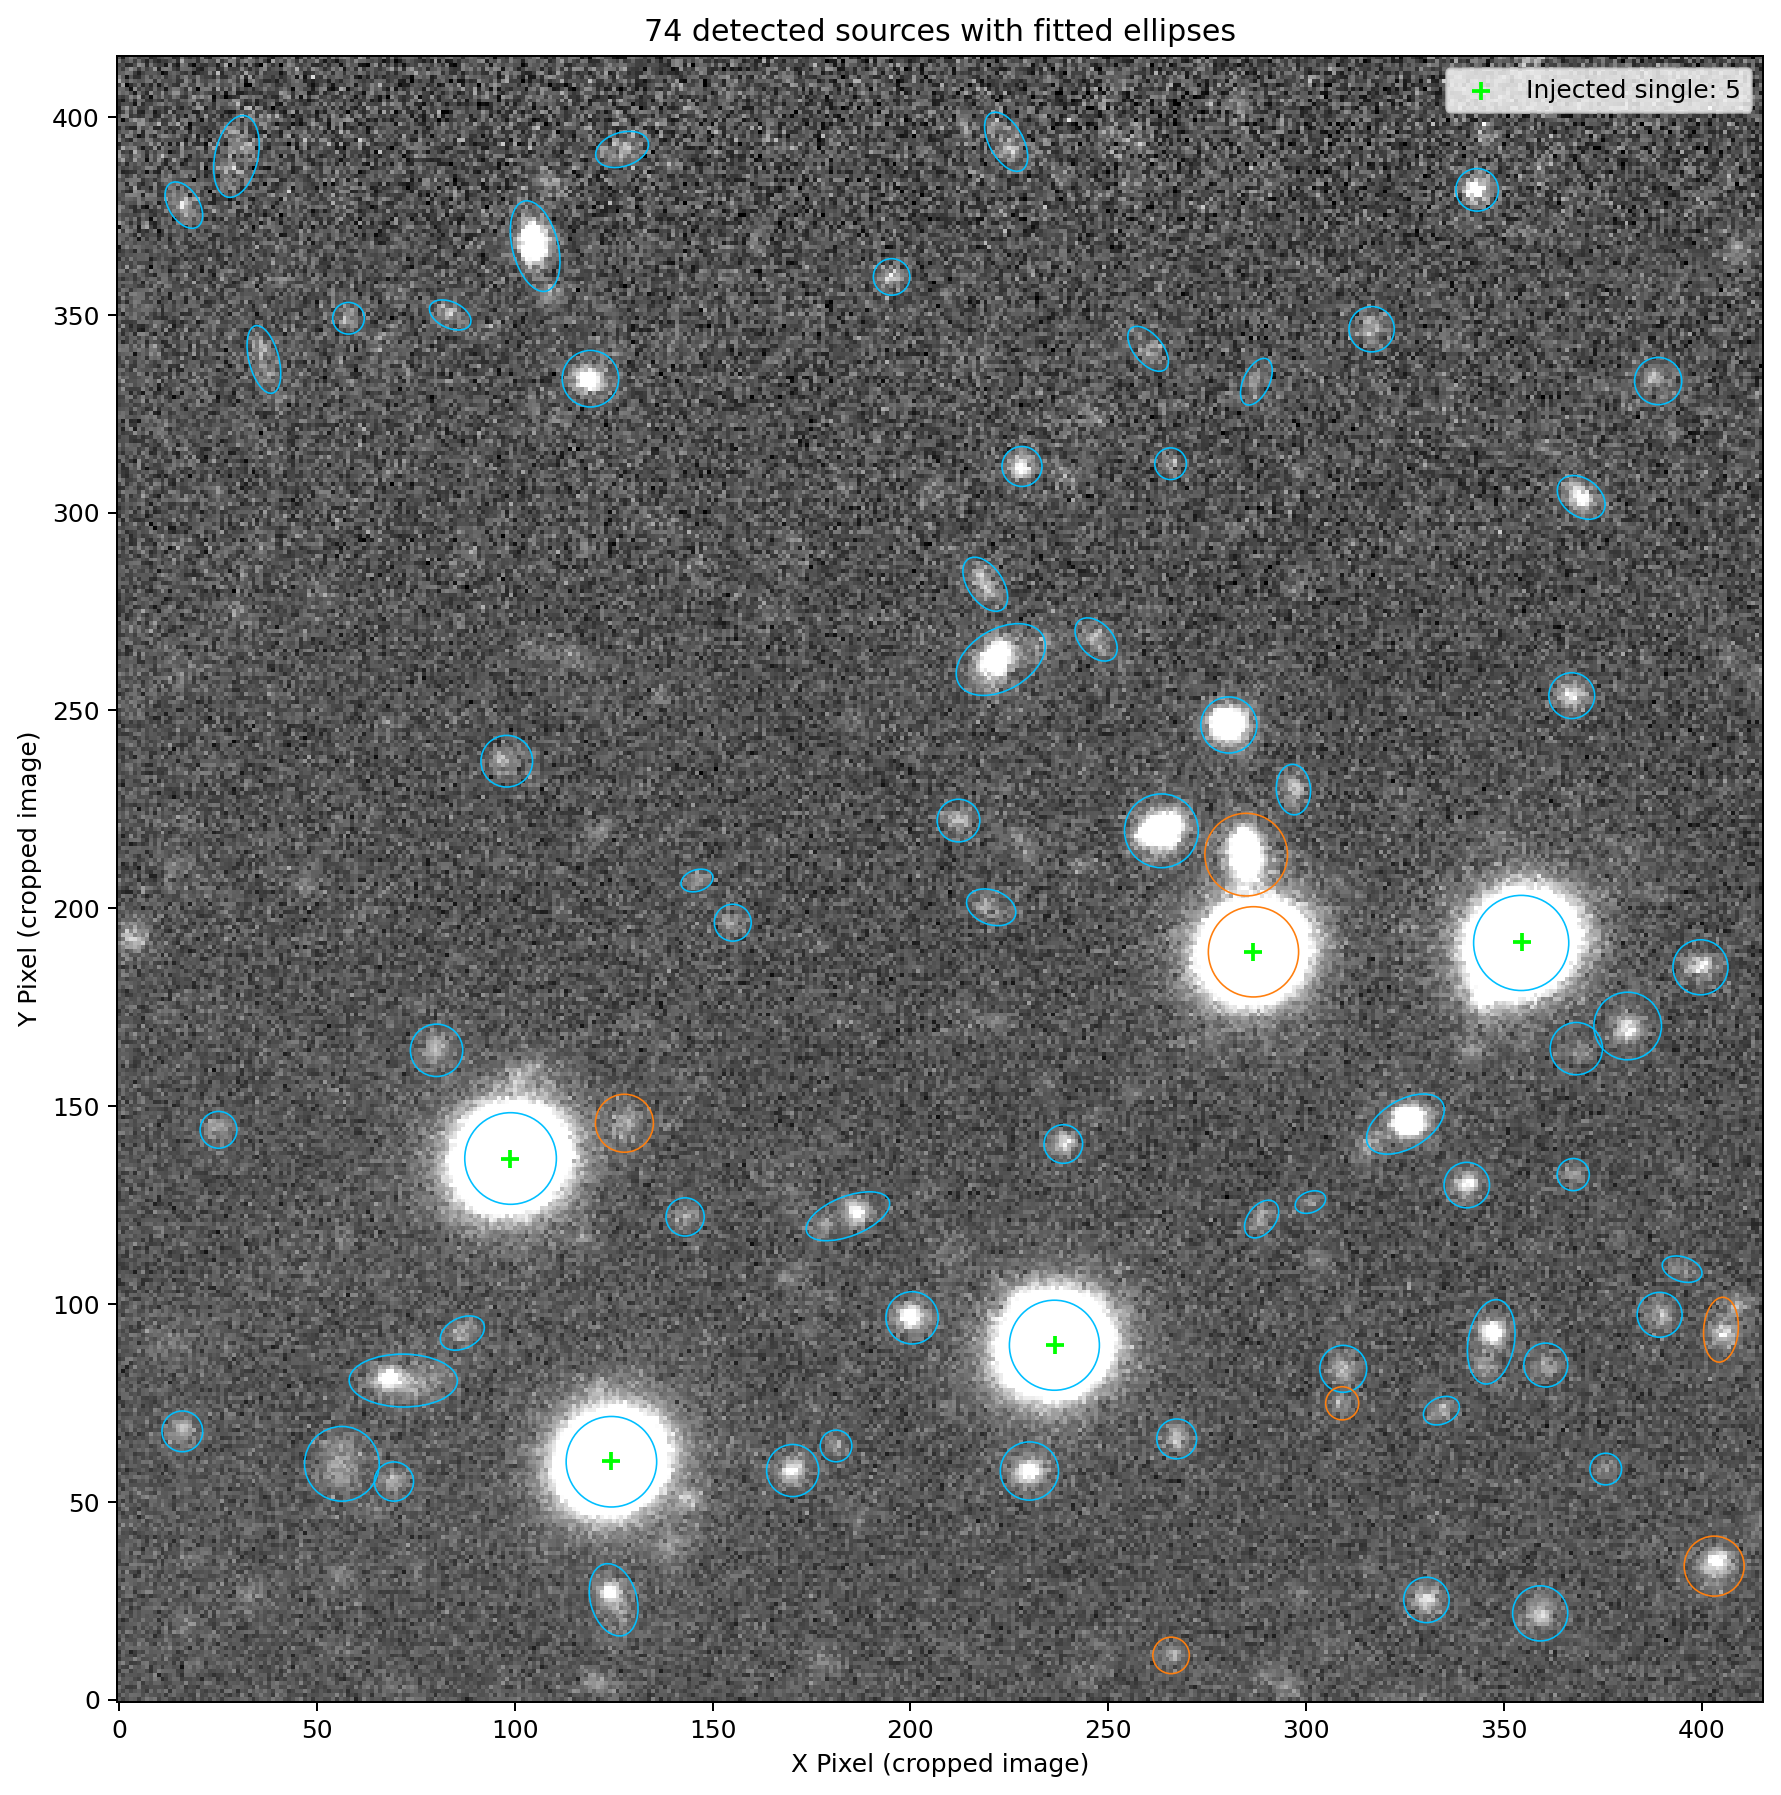 74 detected sources with fitted ellipses
Injected single: 5
400
350
300
250
200
150
100
50
0
Y Pixel (cropped image)
0 50 100 150 200 250 300 350 400
X Pixel (cropped image)